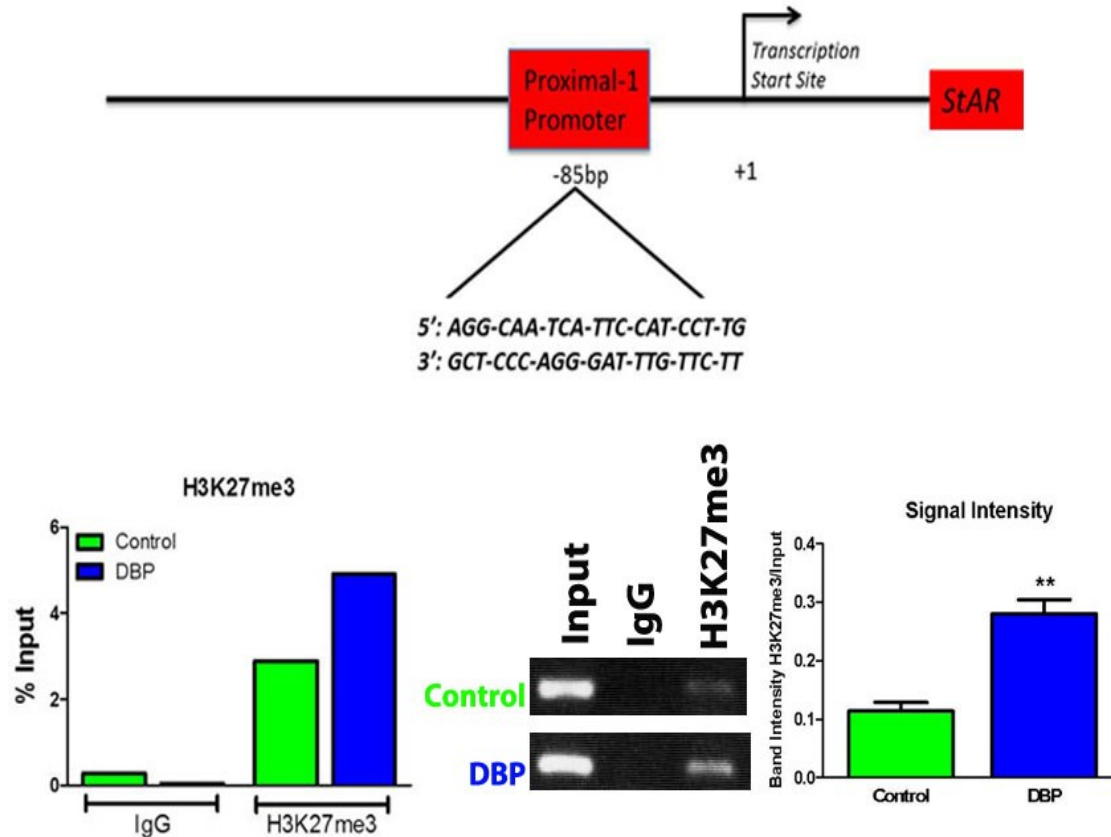 Transcription
Start Site
Proximal-1
Promoter
StAR
-85bp
+1
5': AGG-CAA-TCA-TTC-CAT-CCT-TG
3': GCT-CCC-AGG-GAT-TTG-TTC-TT
H3K27me3
6
4
2
0
% Input
Control
DBP
IgG
H3K27me3
Input
IgG
H3K27me3
Control
DBP
Signal Intensity
Band Intensity H3K27me3/Input
0.4
0.3
0.2
0.1
0.0
**
Control
DBP